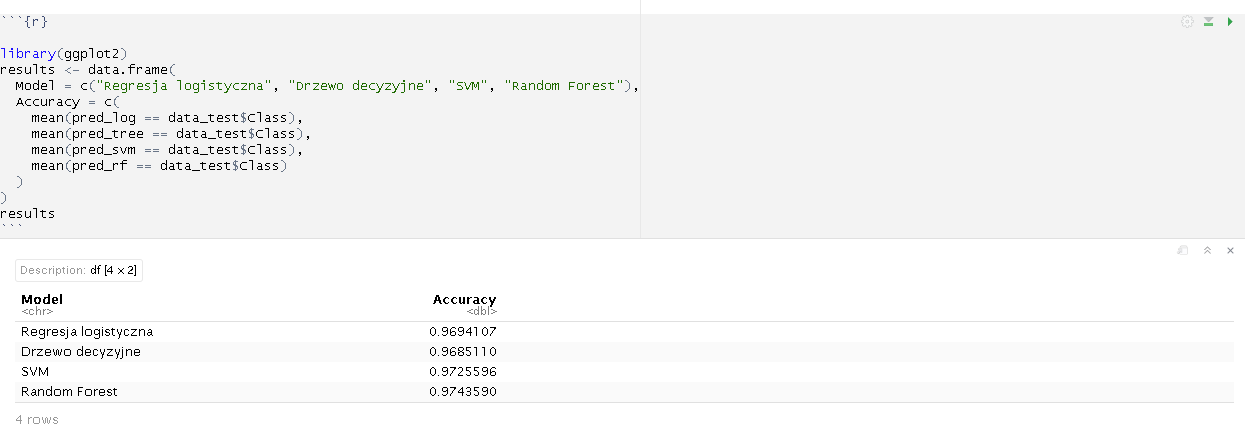 ```{r}
library(ggplot2)
results <- data.frame(
  Model = c("Regresja logistyczna", "Drzewo decyzyjne", "SVM", "Random Forest"),
  Accuracy = c(
    mean(pred_log == data_test$Class),
    mean(pred_tree == data_test$Class),
    mean(pred_svm == data_test$Class),
    mean(pred_rf == data_test$Class)
  )
)
results
```
Description: df [4 × 2]
Model Accuracy
<chr> <dbl>
Regresja logistyczna 0.9694107
Drzewo decyzyjne 0.9685110
SVM 0.9725596
Random Forest 0.9743590
4 rows